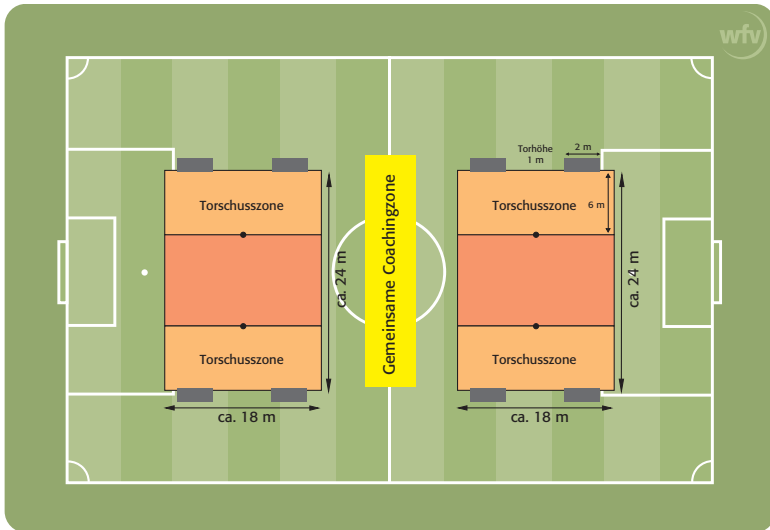 wfv
Torhöhe
1 m
2 m
Torschusszone
Torschusszone
6 m
ca. 24 m
Gemeinsame Coachingzone
ca. 24 m
Torschusszone
Torschusszone
ca. 18 m
ca. 18 m